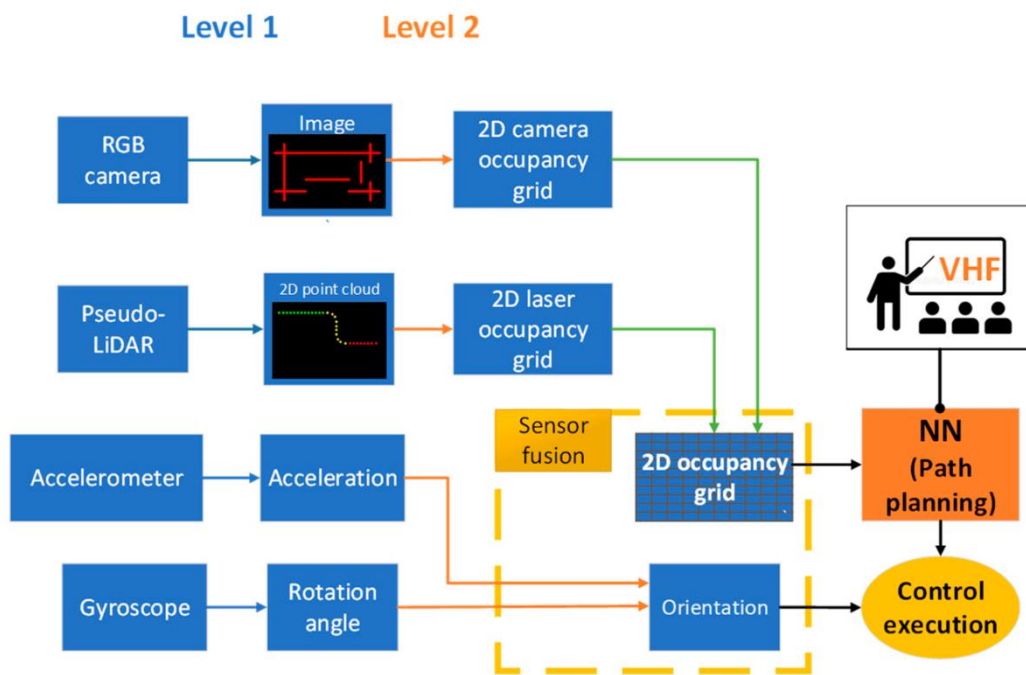 Level 1
Level 2
RGB
camera
Image
2D camera
occupancy
grid
VHF
Pseudo-
LiDAR
2D point cloud
2D laser
occupancy
grid
Sensor
fusion
2D occupancy
grid
NN
(Path
planning)
Accelerometer
Acceleration
Gyroscope
Rotation
angle
Orientation
Control
execution